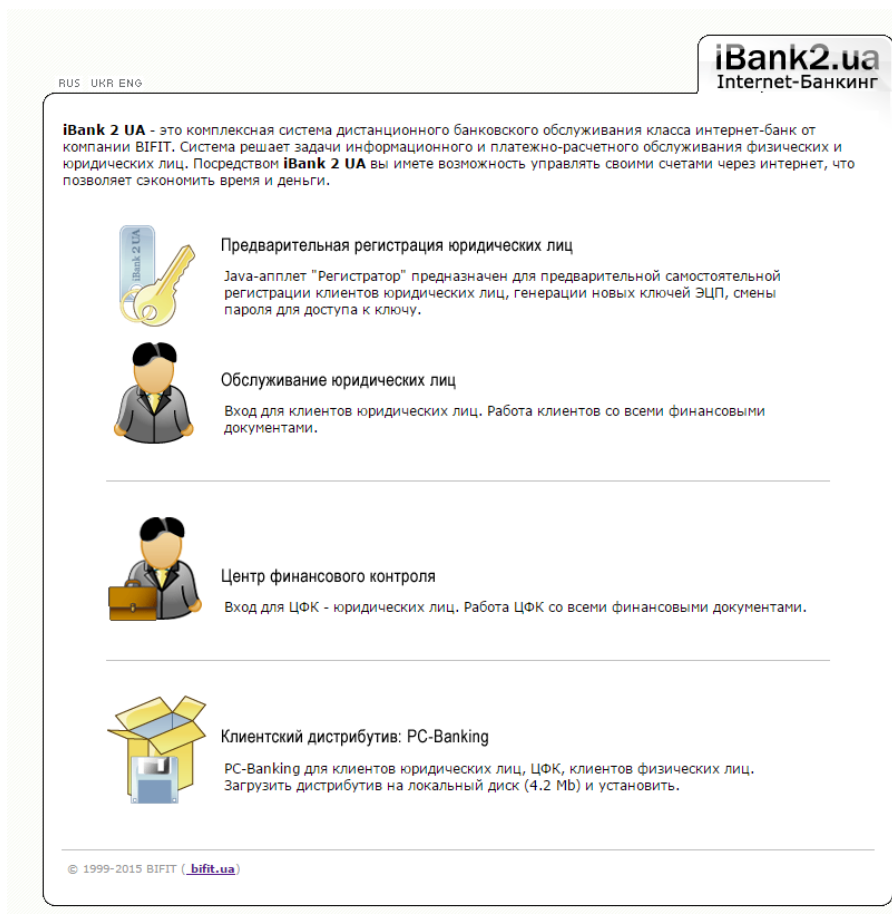 iBank2.ua
Internet-Банкинг
RUS UKR ENG
iBank 2 UA - это комплексная система дистанционного банковского обслуживания класса интернет-банк от
компании BIFIT. Система решает задачи информационного и платежно-расчетного обслуживания физических и
юридических лиц. Посредством iBank 2 UA вы имете возможность управлять своими счетами через интернет, что
позволяет сэкономить время и деньги.
iBank 2 UA
Предварительная регистрация юридических лиц
Java-апплет "Регистратор" предназначен для предварительной самостоятельной
регистрации клиентов юридических лиц, генерации новых ключей ЭЦП, смены
пароля для доступа к ключу.
Обслуживание юридических лиц
Вход для клиентов юридических лиц. Работа клиентов со всеми финансовыми
документами.
Центр финансового контроля
Вход для ЦФК - юридических лиц. Работа ЦФК со всеми финансовыми документами.
Клиентский дистрибутив: PC-Banking
PC-Banking для клиентов юридических лиц, ЦФК, клиентов физических лиц.
Загрузить дистрибутив на локальный диск (4.2 Mb) и установить.
© 1999-2015 BIFIT ( bifit.ua)